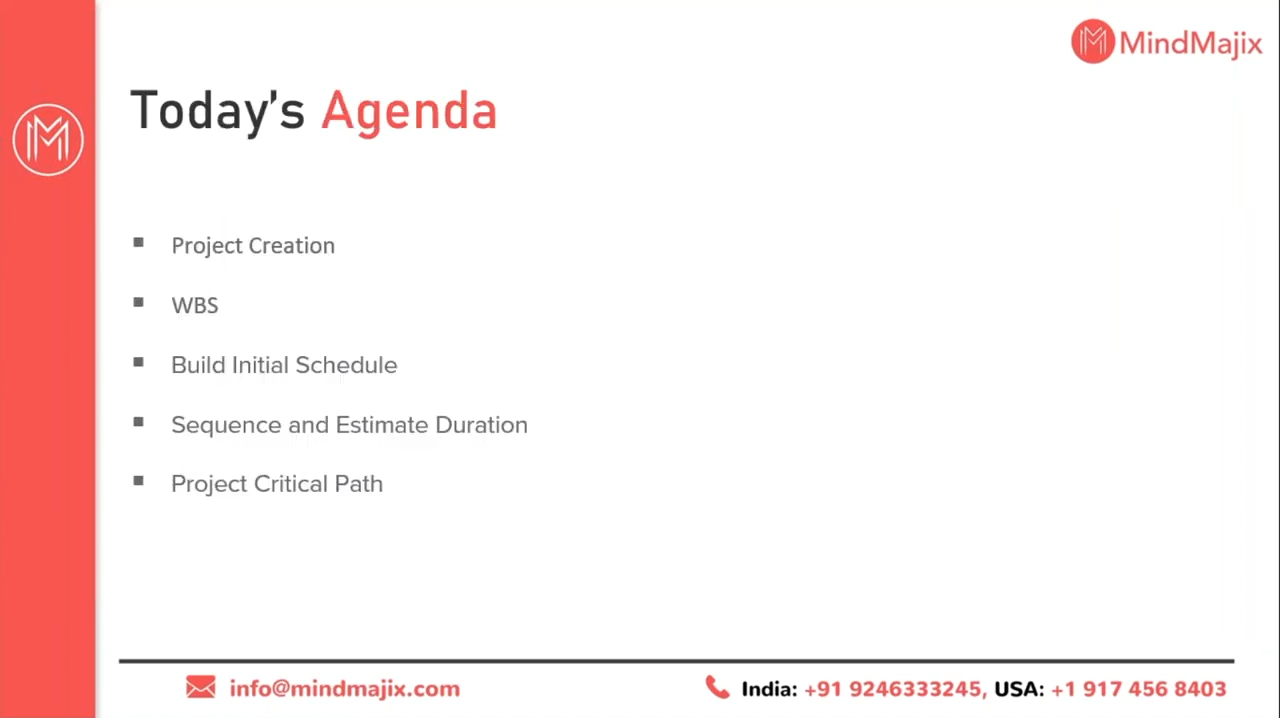 MindMajix
Today's Agenda
Project Creation
WBS
Build Initial Schedule
Sequence and Estimate Duration
Project Critical Path
info@mindmajix.com
India: +91 9246333245, USA: +1 917 456 8403